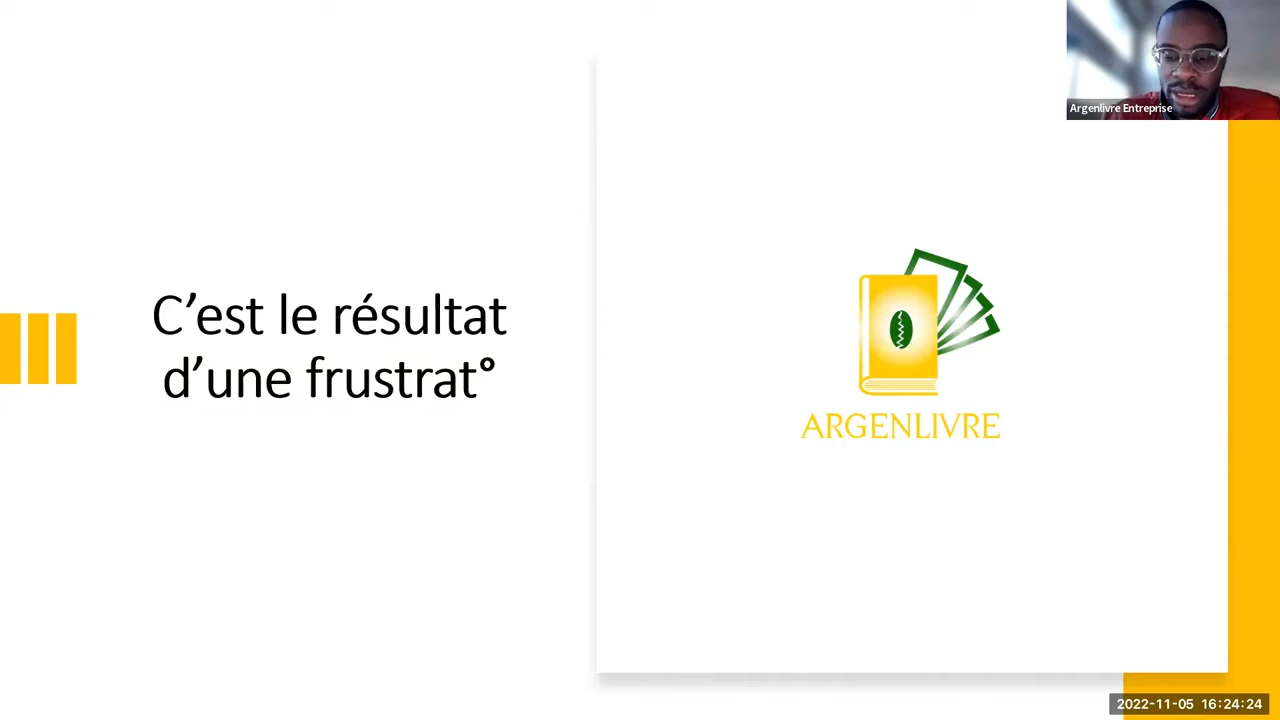 Argenlivre Entreprise
C’est le résultat
d’une frustrat°
ARGENLIVRE
2022-11-05 16:24:24